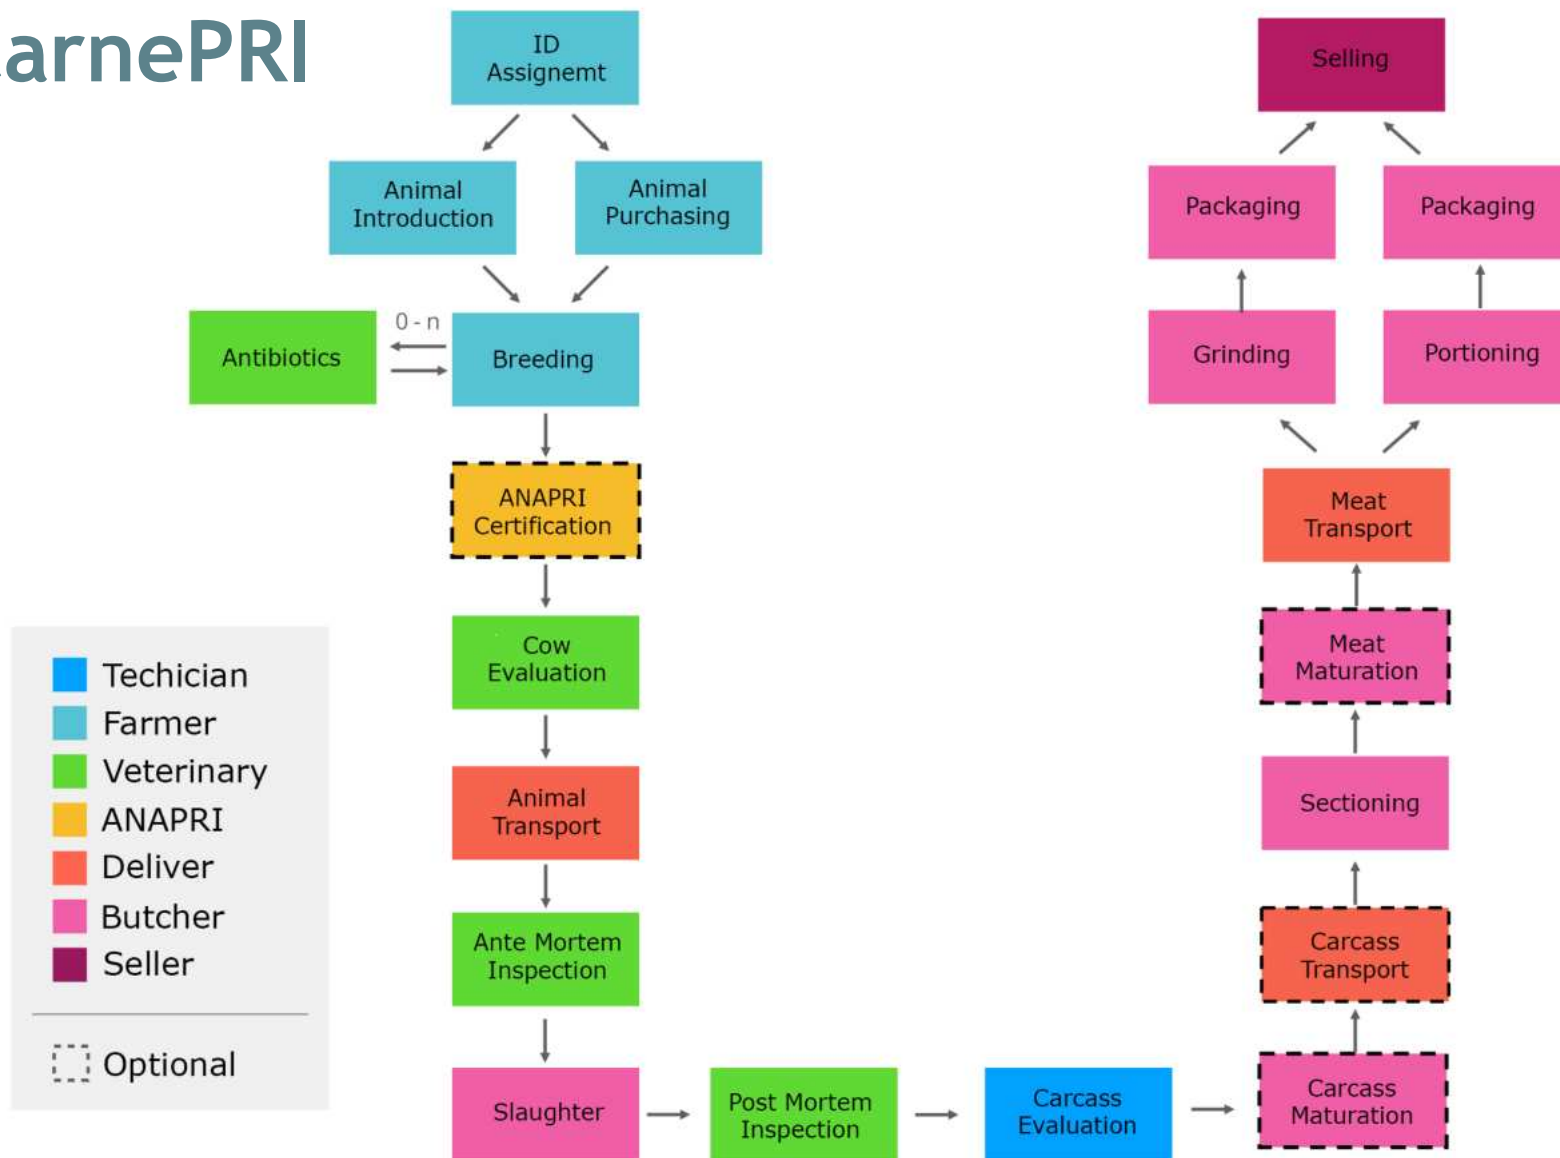 arnePRI
ID
Assignemt
Animal
Introduction
Animal
Purchasing
Antibiotics
0 - n
Breeding
ANAPRI
Certification
Cow
Evaluation
Animal
Transport
Ante Mortem
Inspection
Slaughter
Post Mortem
Inspection
Carcass
Evaluation
Carcass
Maturation
Carcass
Transport
Sectioning
Meat
Maturation
Meat
Transport
Grinding
Portioning
Packaging
Packaging
Selling
Techician
Farmer
Veterinary
ANAPRI
Deliver
Butcher
Seller
Optional